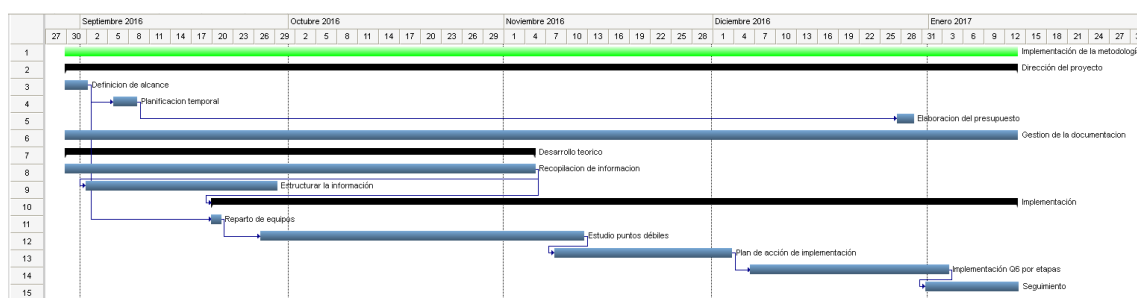 Septiembre 2016 Octubre 2016 Noviembre 2016 Diciembre 2016 Enero 2017
27 30 2 5 8 11 14 17 20 23 26 29 2 5 8 11 14 17 20 23 26 29 1 4 7 10 13 16 19 22 25 28 1 4 7 10 13 16 19 22 25 28 31 3 6 9 12 15 18 21 24 27
1 Implementación de la metodologí
2 Dirección del proyecto
3 Definicion de alcance
4 Planificacion temporal
5 Elaboracion del presupuesto
6 Gestion de la documentacion
7 Desarrollo teorico
8 Recopilacion de informacion
9 Estructurar la información
10 Implementación
11 Reparto de equipos
12 Estudio puntos débiles
13 Plan de acción de implementación
14 Implementación Q6 por etapas
15 Seguimiento